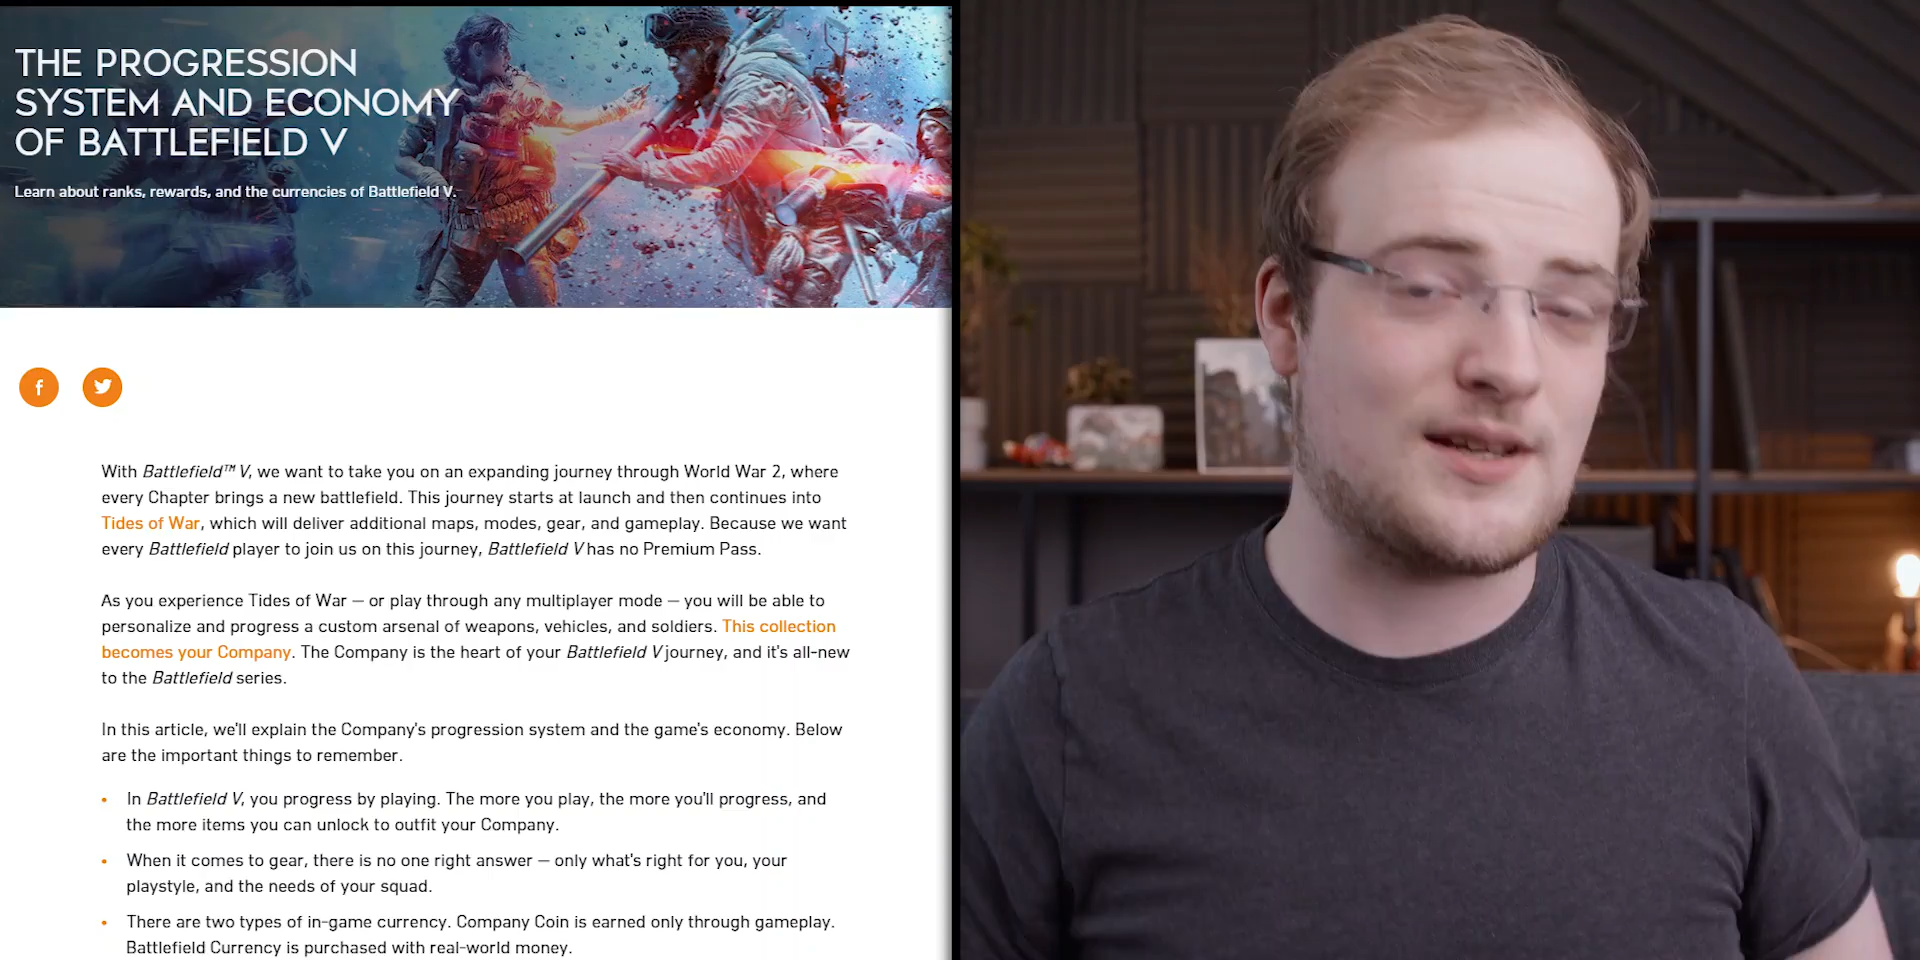 THE PROGRESSION
SYSTEM AND ECONOMY
OF BATTLEFIELD V
Learn about ranks, rewards, and the currencies of Battlefield V.
f
With Battlefield™ V, we want to take you on an expanding journey through World War 2, where
every Chapter brings a new battlefield. This journey starts at launch and then continues into
Tides of War, which will deliver additional maps, modes, gear, and gameplay. Because we want
every Battlefield player to join us on this journey, Battlefield V has no Premium Pass.
As you experience Tides of War – or play through any multiplayer mode – you will be able to
personalize and progress a custom arsenal of weapons, vehicles, and soldiers. This collection
becomes your Company. The Company is the heart of your Battlefield V journey, and it's all-new
to the Battlefield series.
In this article, we'll explain the Company's progression system and the game's economy. Below
are the important things to remember.
• In Battlefield V, you progress by playing. The more you play, the more you'll progress, and
the more items you can unlock to outfit your Company.
• When it comes to gear, there is no one right answer – only what's right for you, your
playstyle, and the needs of your squad.
• There are two types of in-game currency. Company Coin is earned only through gameplay.
Battlefield Currency is purchased with real-world money.